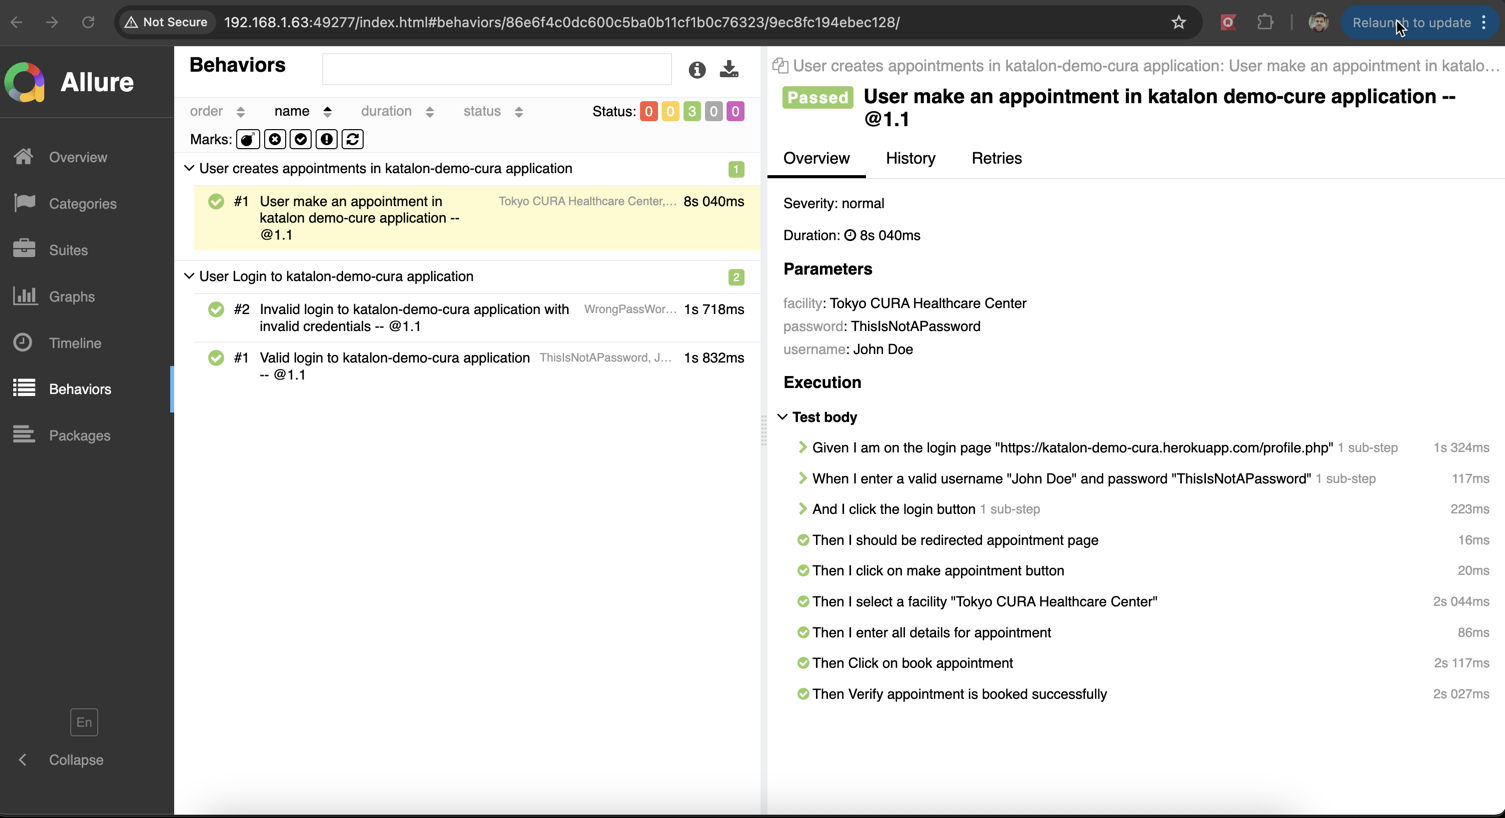 Not Secure
192.168.1.63:49277/index.html#behaviors/86e6f4c0dc600c5ba0b11cf1b0c76323/9ec8fc194ebec128/
Relaunch to update
Allure
Overview
Categories
Suites
Graphs
Timeline
Behaviors
Packages
En
Collapse
Behaviors
order name duration status Status: 0 0 3 0 0
Marks:
User creates appointments in katalon-demo-cura application 1
#1 User make an appointment in Tokyo CURA Healthcare Center,... 8s 040ms
katalon demo-cure application --
@1.1
User Login to katalon-demo-cura application 2
#2 Invalid login to katalon-demo-cura application with WrongPassWor... 1s 718ms
invalid credentials -- @1.1
#1 Valid login to katalon-demo-cura application ThisIsNotAPassword, J... 1s 832ms
-- @1.1
User creates appointments in katalon-demo-cura application: User make an appointment in katalo...
Passed User make an appointment in katalon demo-cure application --
@1.1
Overview History Retries
Severity: normal
Duration: 8s 040ms
Parameters
facility: Tokyo CURA Healthcare Center
password: ThisIsNotAPassword
username: John Doe
Execution
Test body
Given I am on the login page "https://katalon-demo-cura.herokuapp.com/profile.php" 1 sub-step 1s 324ms
When I enter a valid username "John Doe" and password "ThisIsNotAPassword" 1 sub-step 117ms
And I click the login button 1 sub-step 223ms
Then I should be redirected appointment page 16ms
Then I click on make appointment button 20ms
Then I select a facility "Tokyo CURA Healthcare Center" 2s 044ms
Then I enter all details for appointment 86ms
Then Click on book appointment 2s 117ms
Then Verify appointment is booked successfully 2s 027ms